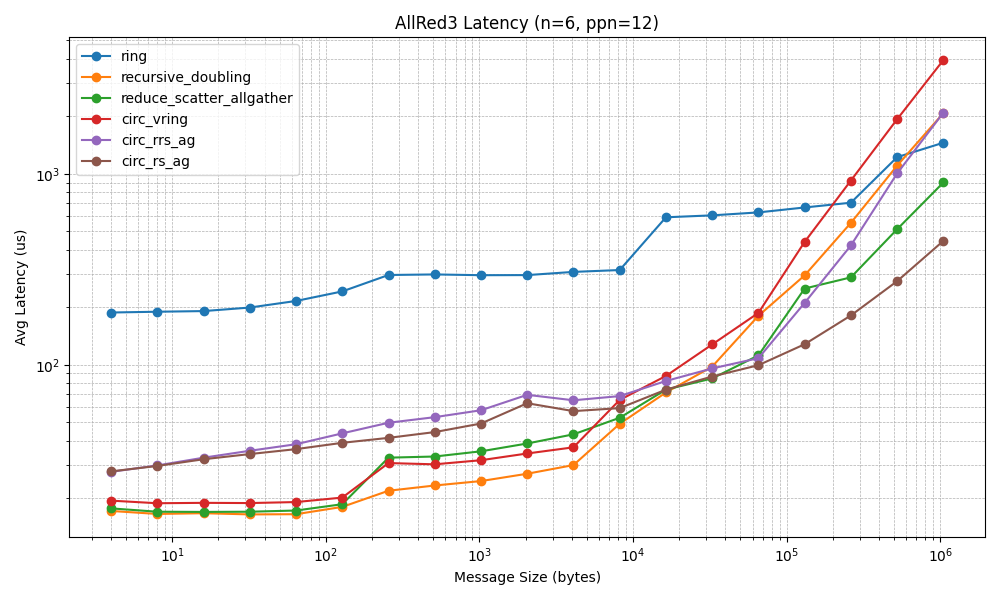 AllRed3 Latency (n=6, ppn=12)
ring
recursive_doubling
reduce_scatter_allgather
circ_vring
circ_rrs_ag
circ_rs_ag
10³
10²
Avg Latency (us)
10¹ 10² 10³ 10⁴ 10⁵ 10⁶
Message Size (bytes)